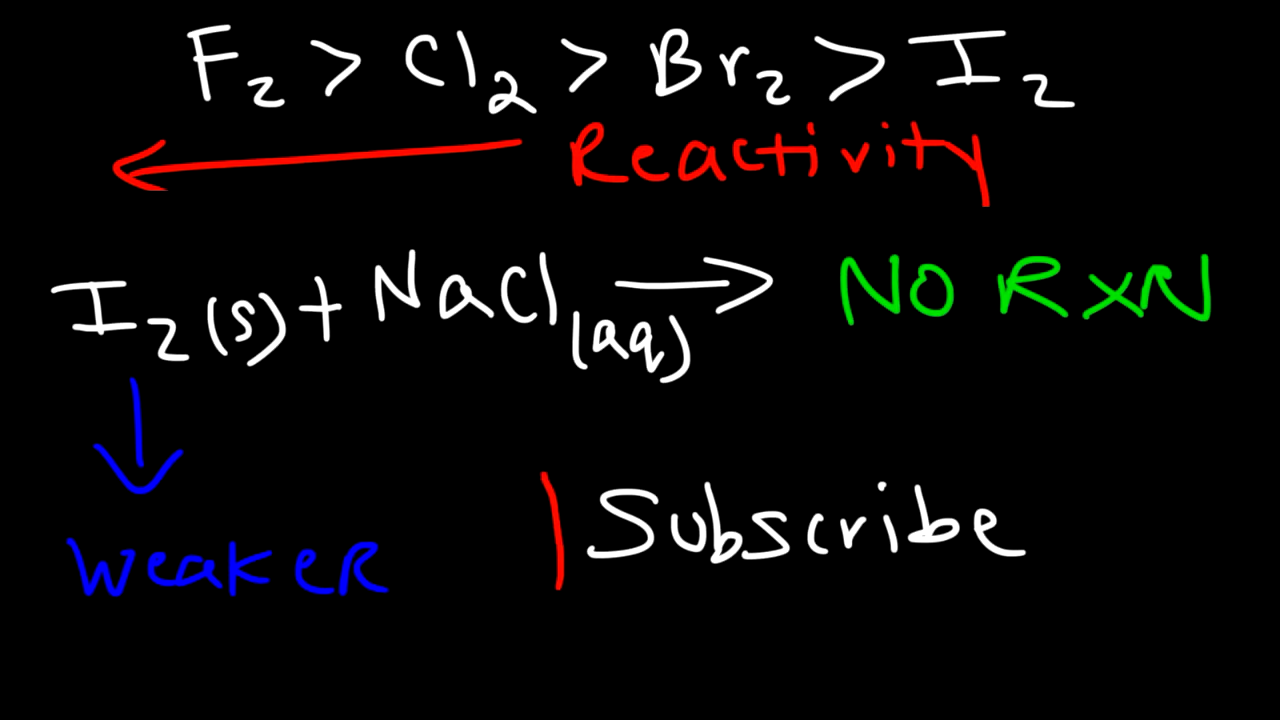 F₂ > Cl₂ > Br₂ > I₂
← Reactivity
I₂(s) + NaCl(aq) → NO RXN
↓
weaker
Subscribe